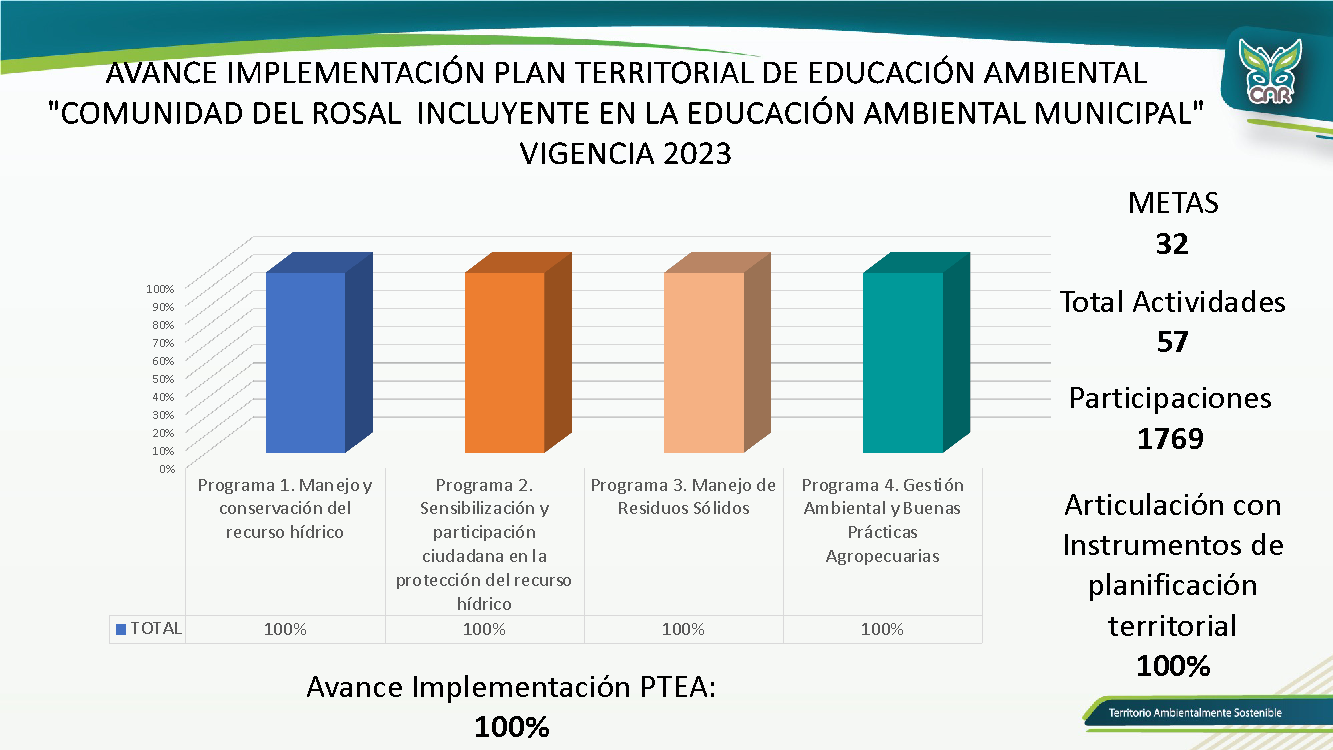 AVANCE IMPLEMENTACIÓN PLAN TERRITORIAL DE EDUCACIÓN AMBIENTAL
"COMUNIDAD DEL ROSAL INCLUYENTE EN LA EDUCACIÓN AMBIENTAL MUNICIPAL"
VIGENCIA 2023
CAR
METAS
32
Total Actividades
57
Participaciones
1769
Articulación con
Instrumentos de
planificación
territorial
100%
100%
90%
80%
70%
60%
50%
40%
30%
20%
10%
0%
Programa 1. Manejo y
conservación del
recurso hídrico
Programa 2.
Sensibilización y
participación
ciudadana en la
protección del recurso
hídrico
Programa 3. Manejo de
Residuos Sólidos
Programa 4. Gestión
Ambiental y Buenas
Prácticas
Agropecuarias
TOTAL 100% 100% 100% 100%
Avance Implementación PTEA:
100%
Territorio Ambientalmente Sostenible